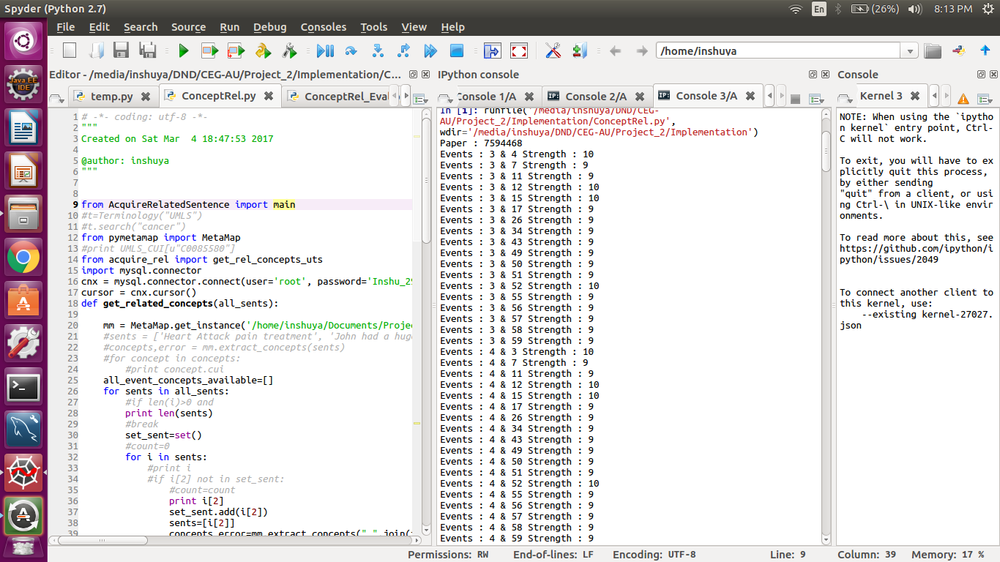 Spyder (Python 2.7)
En
(26%)
8:13 PM
File Edit Search Source Run Debug Consoles Tools View Help
/home/inshuya
Java EE
IDE
Editor - /media/inshuya/DND/CEG-AU/Project_2/Implementation/C...
temp.py
ConceptRel.py
ConceptRel_Eval
1 # -*- coding: utf-8 -*-
2 """
3 Created on Sat Mar  4 18:47:53 2017
4
5 @author: inshuya
6 """
7
8
9 from AcquireRelatedSentence import main
10 #t=Terminology("UMLS")
11 #t.search("cancer")
12 from pymetamap import MetaMap
13 #print UMLS_CUI[u"C0085580"]
14 from acquire_rel import get_rel_concepts_uts
15 import mysql.connector
16 cnx = mysql.connector.connect(user='root', password='Inshu_29
17 cursor = cnx.cursor()
18 def get_related_concepts(all_sents):
19
20     mm = MetaMap.get_instance('/home/inshuya/Documents/Projec
21     #sents = ['Heart Attack pain treatment', 'John had a huge
22     #concepts,error = mm.extract_concepts(sents)
23     #for concept in concepts:
24         #print concept.cui
25     all_event_concepts_available=[]
26     for sents in all_sents:
27         #if len(i)>0 and
28         print len(sents)
29         #break
30         set_sent=set()
31         #count=0
32         for i in sents:
33             #print i
34             #if i[2] not in set_sent:
35                 #count=count
36                 print i[2]
37                 set_sent.add(i[2])
38                 sents=[i[2]]
39                 concepts,error=mm.extract_concepts(" ".join(
IPython console
Console 1/A
IP: Console 2/A
IP: Console 3/A
In [1]: runfile('/media/inshuya/DND/CEG-
AU/Project_2/Implementation/ConceptRel.py',
wdir='/media/inshuya/DND/CEG-AU/Project_2/Implementation')
Paper : 7594468
Events : 3 & 4 Strength : 10
Events : 3 & 7 Strength : 9
Events : 3 & 11 Strength : 9
Events : 3 & 12 Strength : 10
Events : 3 & 15 Strength : 10
Events : 3 & 17 Strength : 9
Events : 3 & 26 Strength : 9
Events : 3 & 34 Strength : 9
Events : 3 & 43 Strength : 9
Events : 3 & 49 Strength : 9
Events : 3 & 50 Strength : 9
Events : 3 & 51 Strength : 9
Events : 3 & 52 Strength : 10
Events : 3 & 55 Strength : 9
Events : 3 & 56 Strength : 9
Events : 3 & 57 Strength : 9
Events : 3 & 58 Strength : 9
Events : 3 & 59 Strength : 9
Events : 4 & 3 Strength : 10
Events : 4 & 7 Strength : 9
Events : 4 & 11 Strength : 9
Events : 4 & 12 Strength : 10
Events : 4 & 15 Strength : 10
Events : 4 & 17 Strength : 9
Events : 4 & 26 Strength : 9
Events : 4 & 34 Strength : 9
Events : 4 & 43 Strength : 9
Events : 4 & 49 Strength : 9
Events : 4 & 50 Strength : 9
Events : 4 & 51 Strength : 9
Events : 4 & 52 Strength : 10
Events : 4 & 55 Strength : 9
Events : 4 & 56 Strength : 9
Events : 4 & 57 Strength : 9
Events : 4 & 58 Strength : 9
Events : 4 & 59 Strength : 9
Console
Kernel 3
NOTE: When using the `ipytho
n kernel` entry point, Ctrl-
C will not work.
To exit, you will have to ex
plicitly quit this process,
by either sending
"quit" from a client, or usi
ng Ctrl-\ in UNIX-like envir
onments.
To read more about this, see
https://github.com/ipython/i
python/issues/2049
To connect another client to
this kernel, use:
    --existing kernel-27027.
json
Permissions: RW End-of-lines: LF Encoding: UTF-8 Line: 9 Column: 39 Memory: 17 %